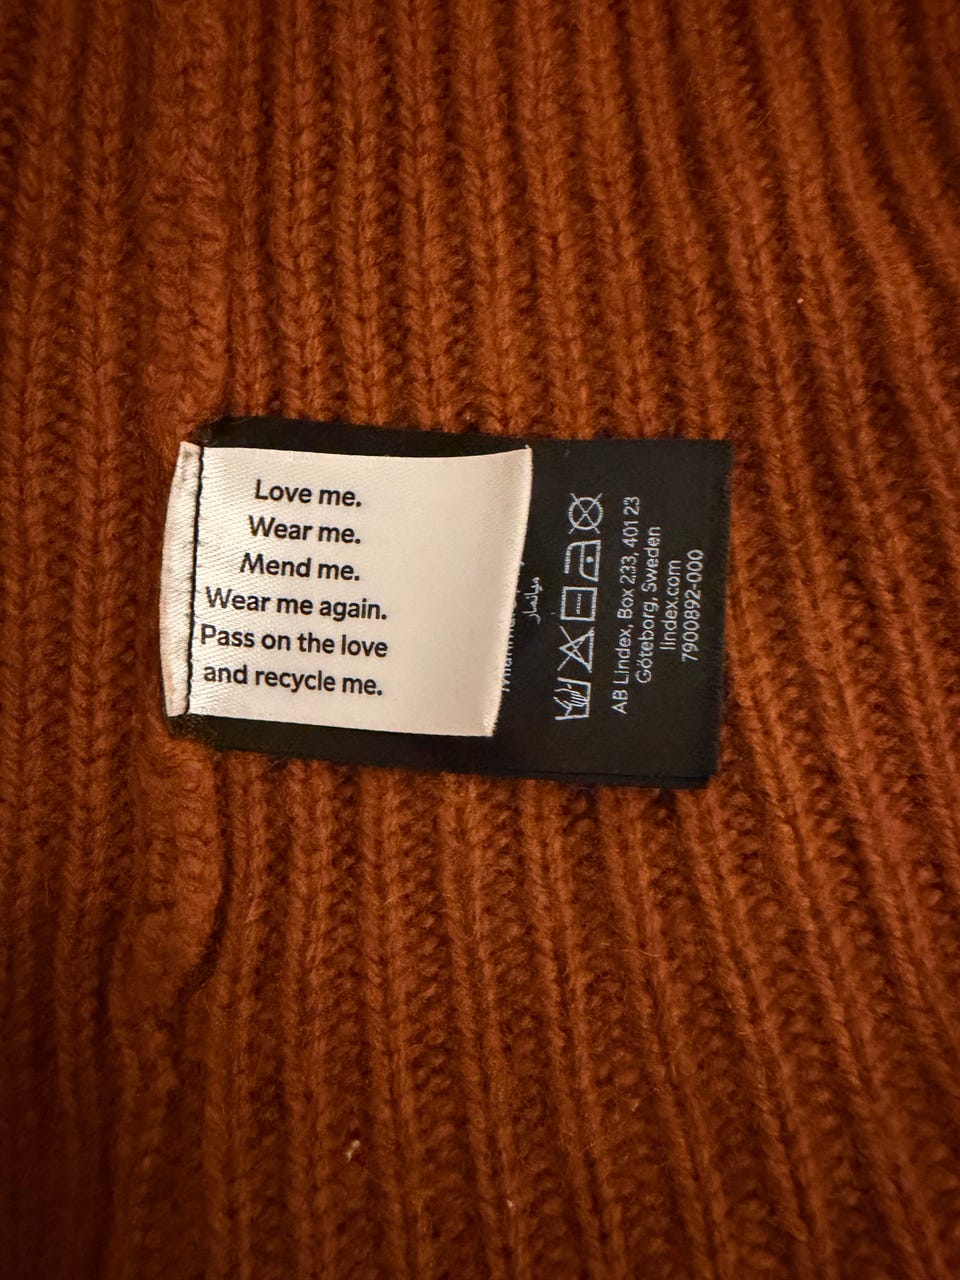 Love me.
Wear me.
Mend me.
Wear me again.
Pass on the love
and recycle me.
ميانمار
AB Lindex, Box 233, 401 23
Göteborg, Sweden
lindex.com
7900892-000